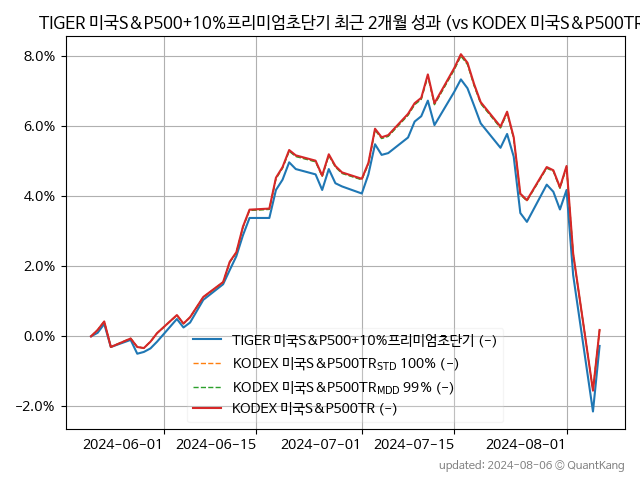 TIGER 미국S&P500+10%프리미엄초단기 최근 2개월 성과 (vs KODEX 미국S&P500TR
8.0%
6.0%
4.0%
2.0%
0.0%
−2.0%
TIGER 미국S&P500+10%프리미엄초단기 (-)
KODEX 미국S&P500TRSTD 100% (-)
KODEX 미국S&P500TRMDD 99% (-)
KODEX 미국S&P500TR (-)
2024-06-01 2024-06-15 2024-07-01 2024-07-15 2024-08-01
updated: 2024-08-06 © QuantKang